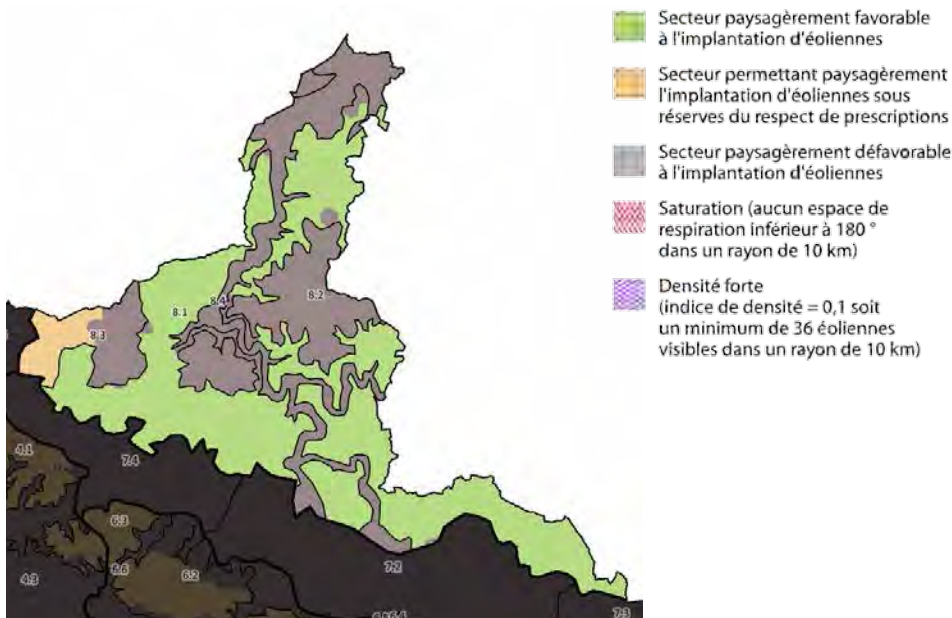 Secteur paysagèrement favorable
à l'implantation d'éoliennes
Secteur permettant paysagèrement
l'implantation d'éoliennes sous
réserves du respect de prescriptions
Secteur paysagèrement défavorable
à l'implantation d'éoliennes
Saturation (aucun espace de
respiration inférieur à 180 °
dans un rayon de 10 km)
Densité forte
(indice de densité = 0,1 soit
un minimum de 36 éoliennes
visibles dans un rayon de 10 km)
8.2
8.4
8.1
8.3
4.1
7.4
6.3
6.6
6.2
4.3
7.2
7.3